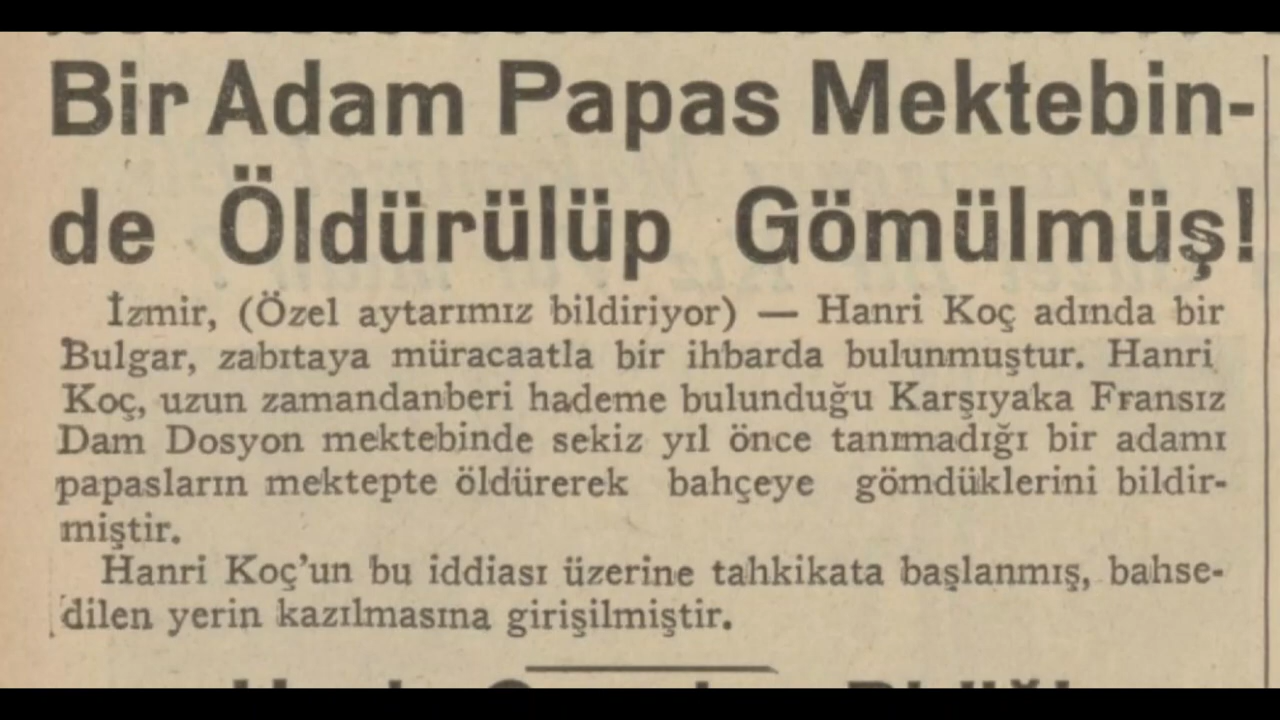 Bir Adam Papas Mektebin-
de Öldürülüp Gömülmüş!
İzmir, (Özel aytarımız bildiriyor) — Hanri Koç adında bir
Bulgar, zabıtaya müracaatla bir ihbarda bulunmuştur. Hanri
Koç, uzun zamandanberi hademe bulunduğu Karşıyaka Fransız
Dam Dosyon mektebinde sekiz yıl önce tanımadığı bir adamı
papasların mektepte öldürerek bahçeye gömdüklerini bildir-
miştir.
Hanri Koç'un bu iddiası üzerine tahkikata başlanmış, bahse-
dilen yerin kazılmasına girişilmiştir.